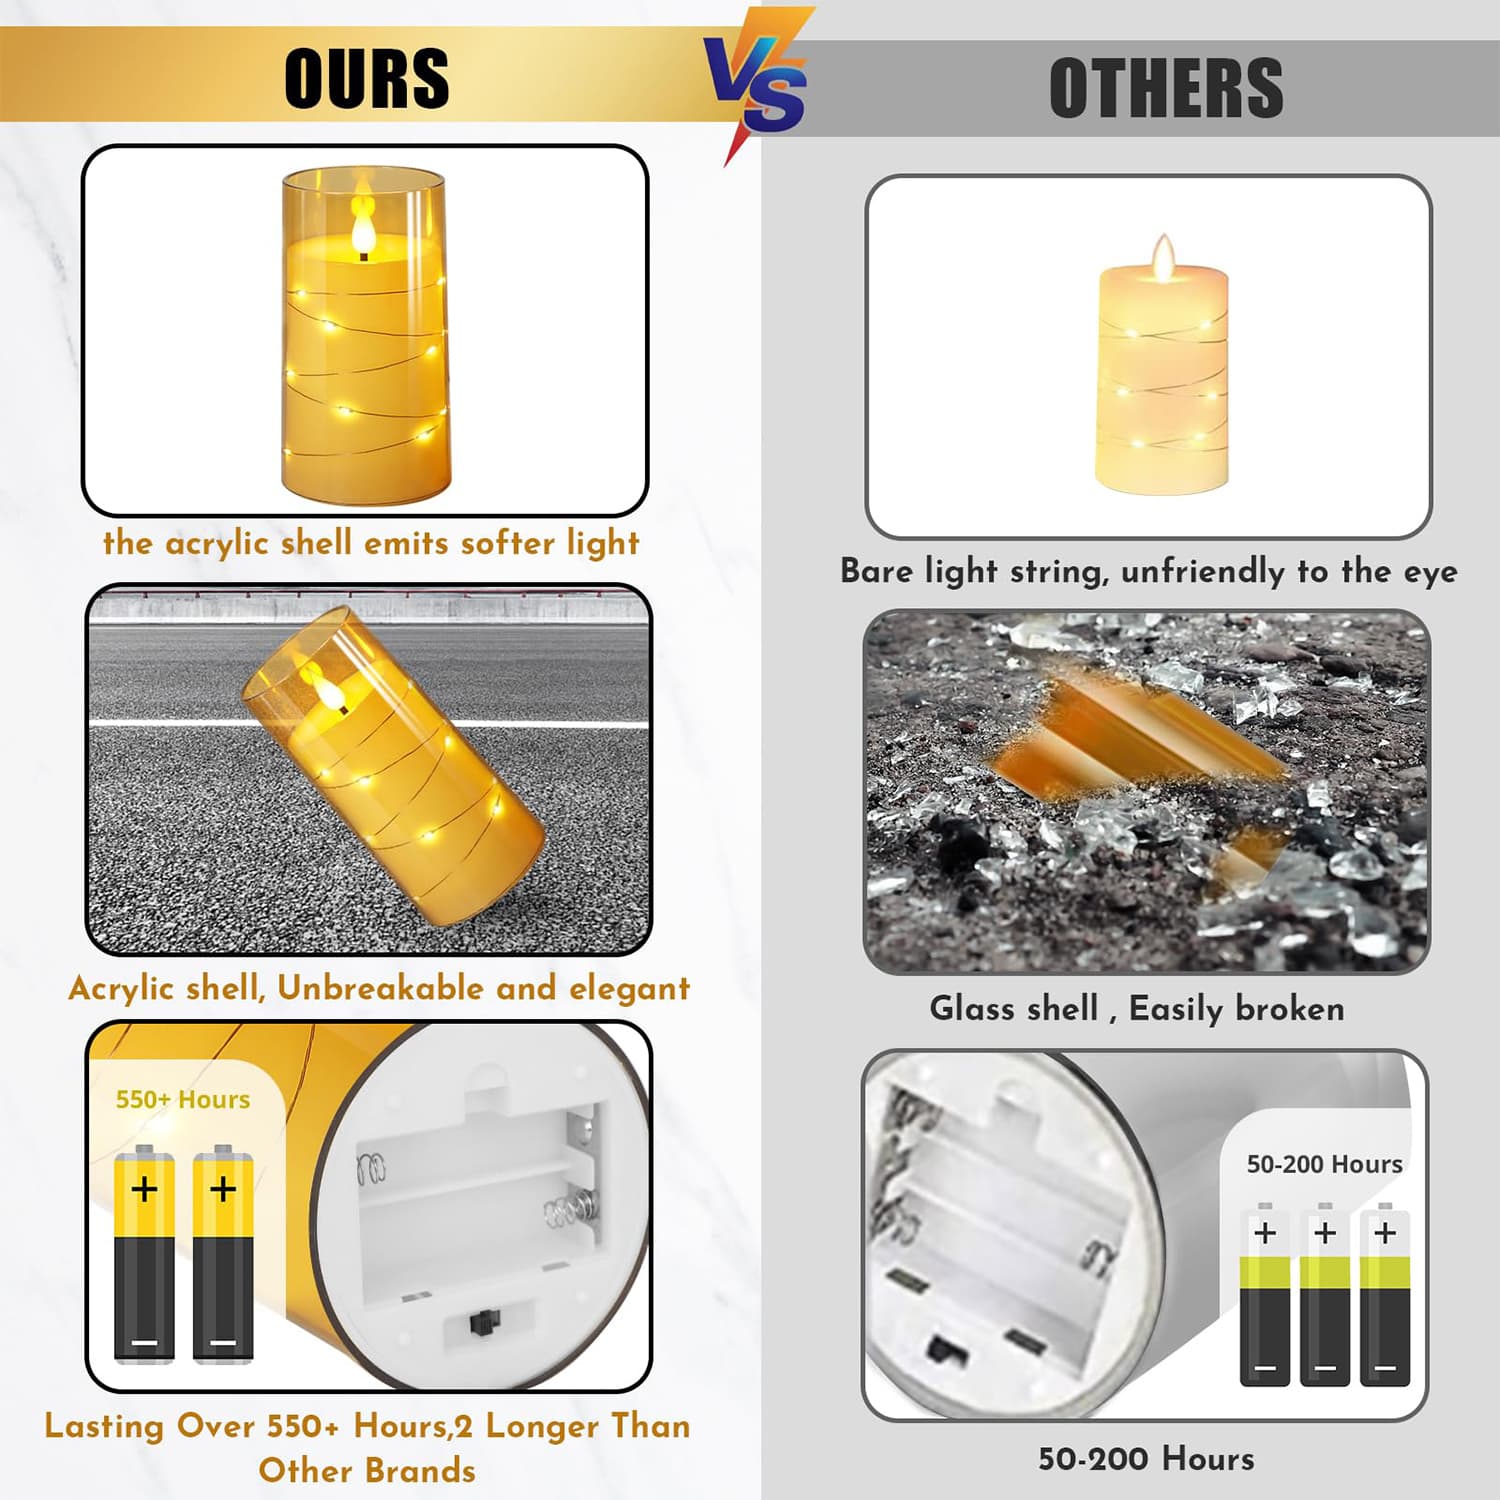 OURS
VS
OTHERS
the acrylic shell emits softer light
Bare light string, unfriendly to the eye
Acrylic shell, Unbreakable and elegant
Glass shell , Easily broken
550+ Hours
+ +
- -
50-200 Hours
+ + +
- - -
Lasting Over 550+ Hours,2 Longer Than
Other Brands
50-200 Hours